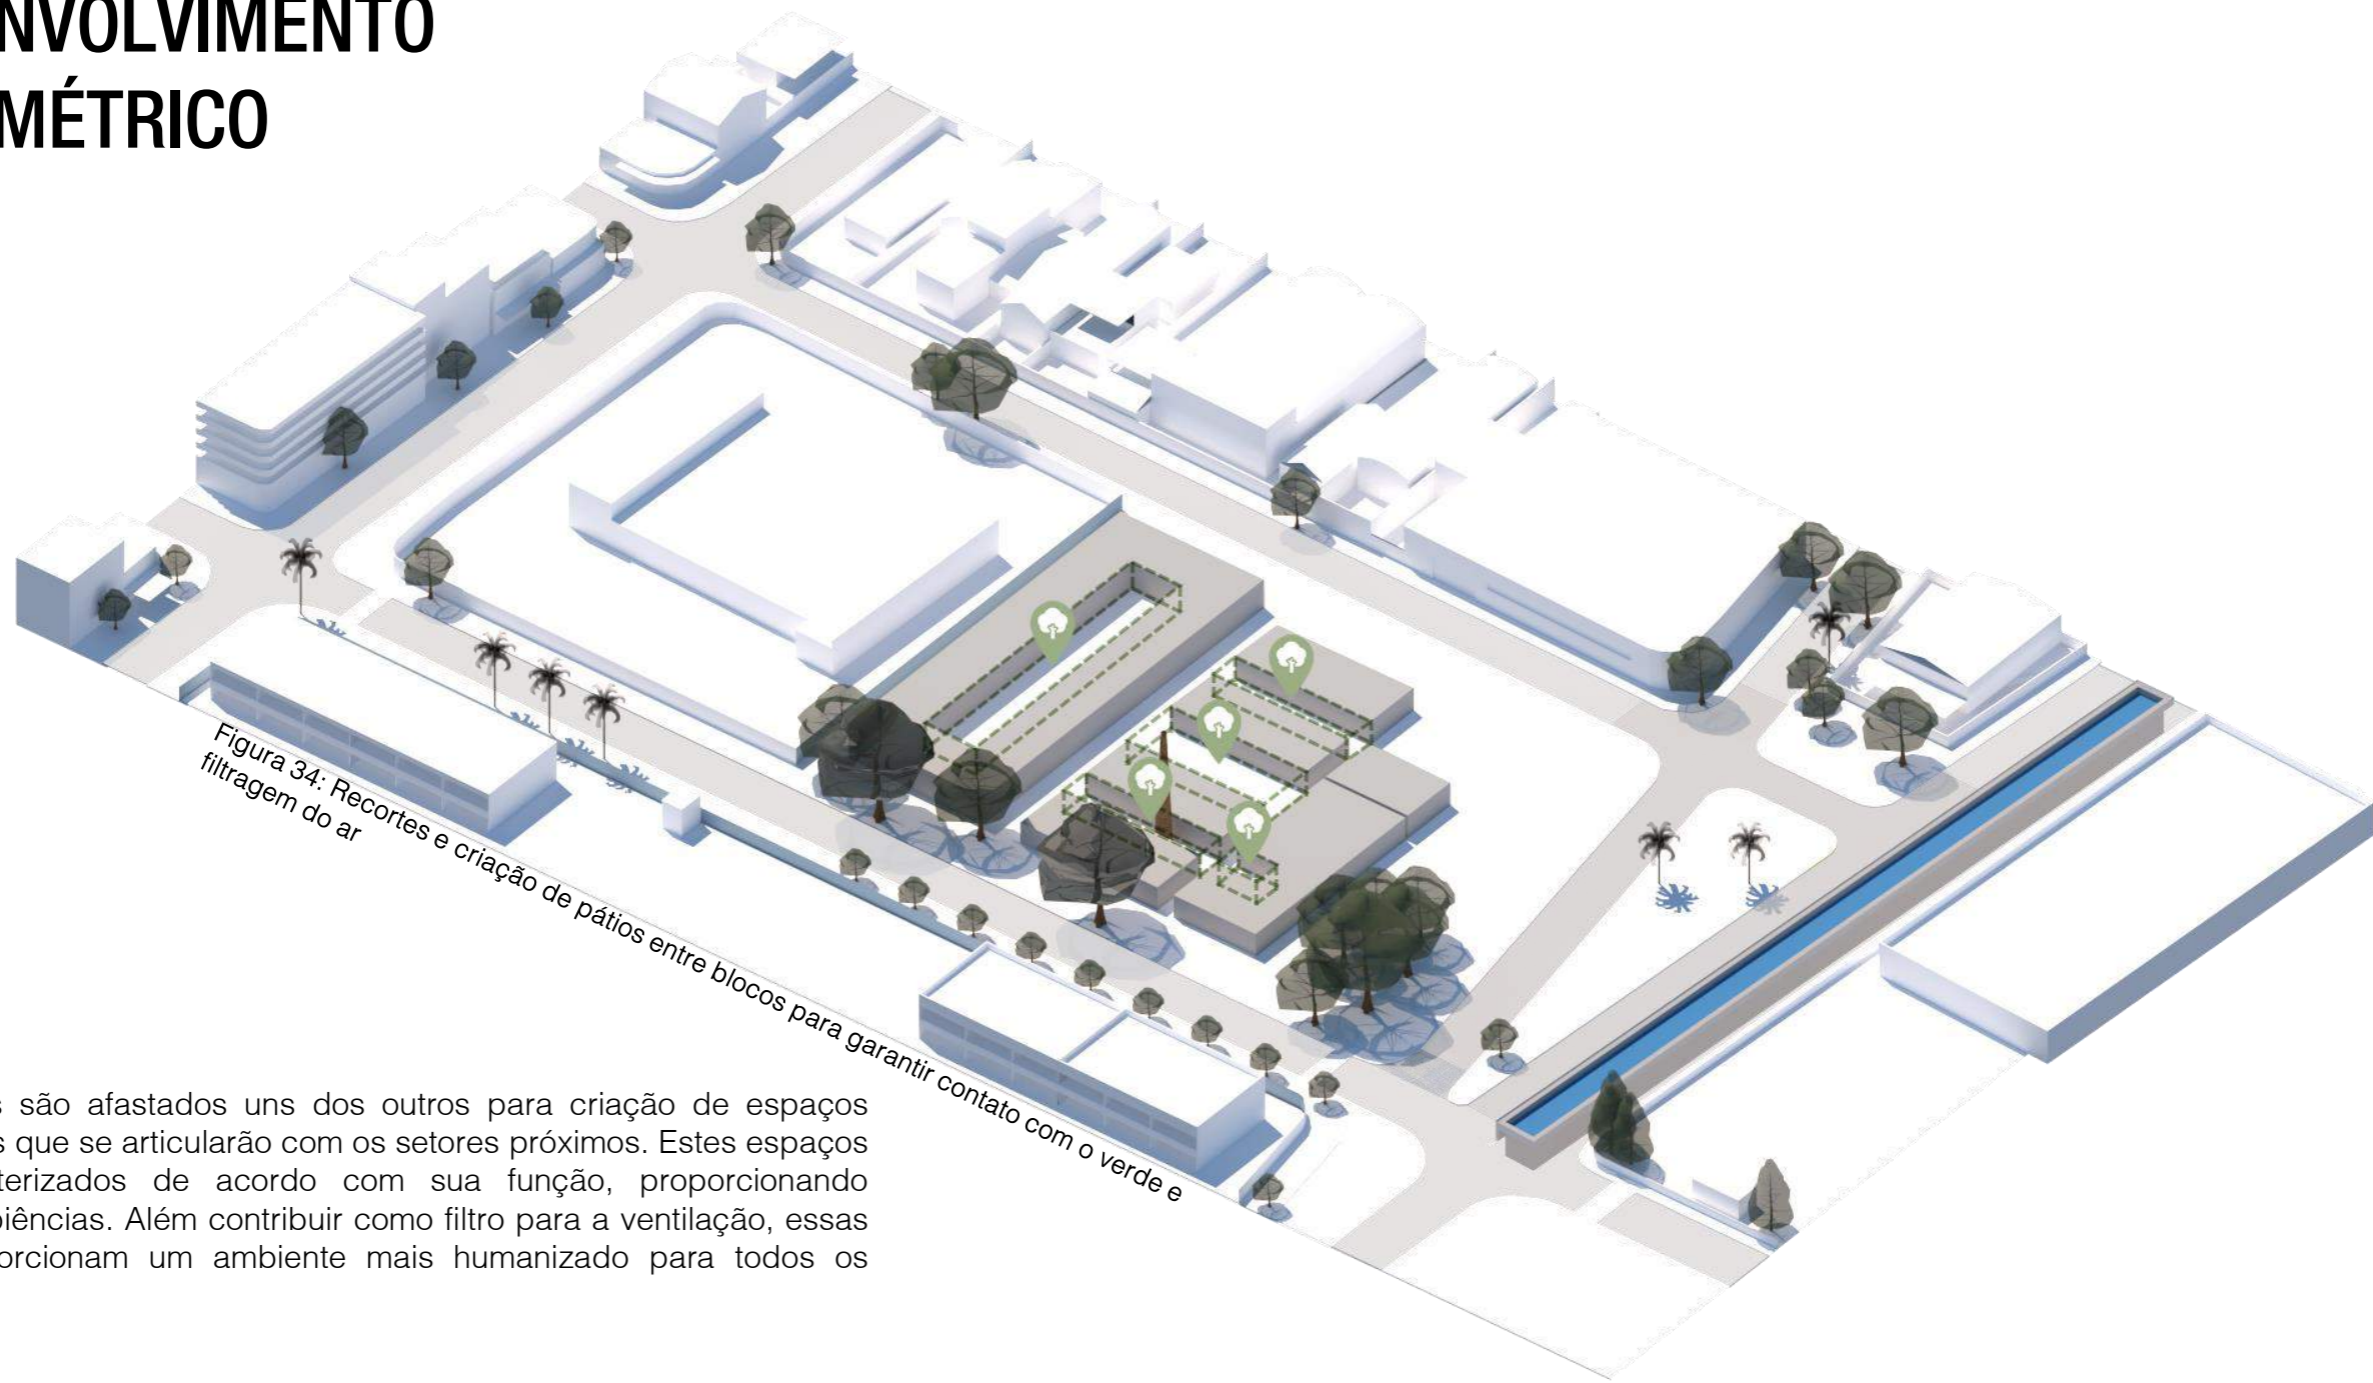 NVOLVIMENTO
MÉTRICO
Figura 34: Recortes e criação de pátios entre blocos para garantir contato com o verde e
filtragem do ar
s são afastados uns dos outros para criação de espaços
s que se articularão com os setores próximos. Estes espaços
terizados de acordo com sua função, proporcionando
iências. Além contribuir como filtro para a ventilação, essas
orcionam um ambiente mais humanizado para todos os